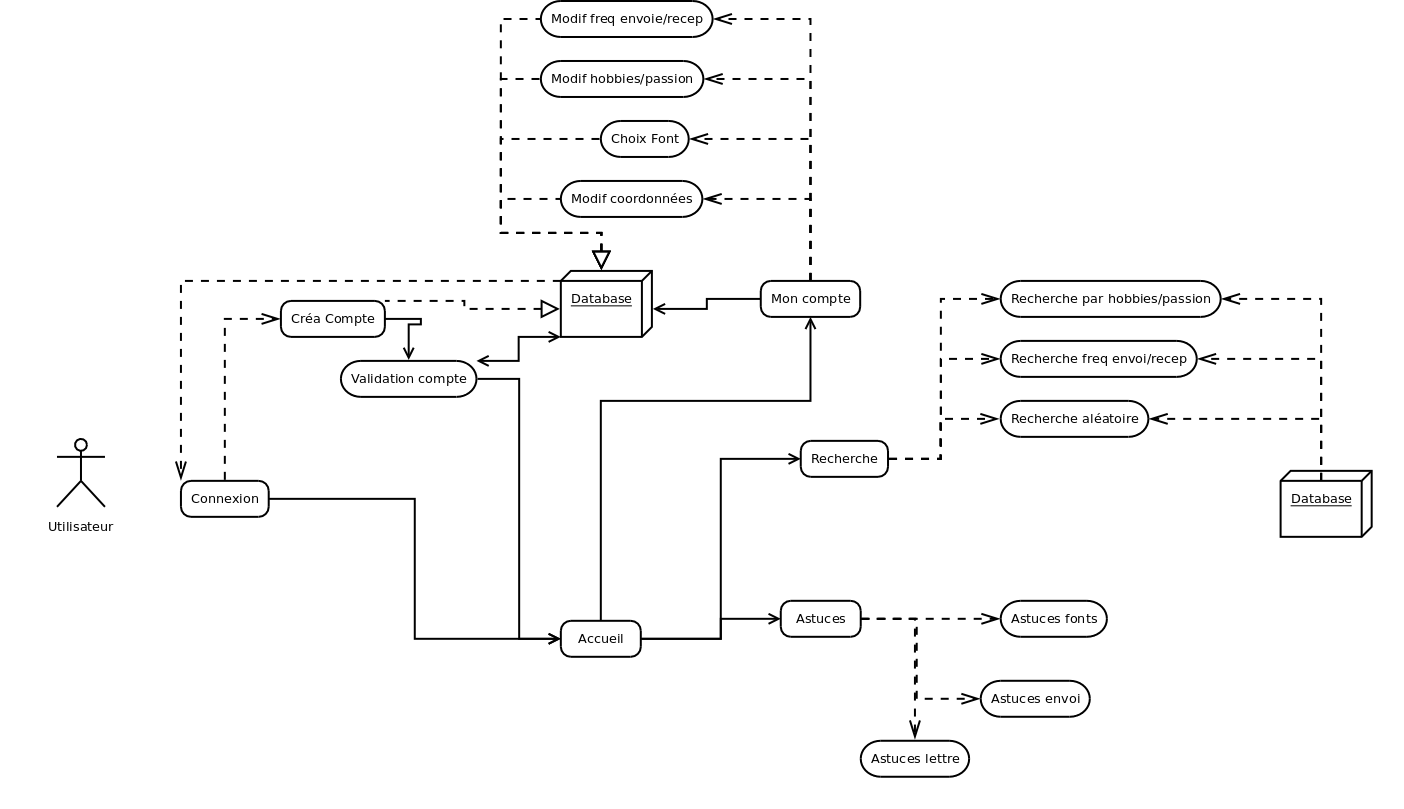 Modif freq envoie/recep
Modif hobbies/passion
Choix Font
Modif coordonnées
Database
Mon compte
Recherche par hobbies/passion
Créa Compte
Recherche freq envoi/recep
Validation compte
Recherche aléatoire
Recherche
Connexion
Database
Utilisateur
Astuces
Astuces fonts
Accueil
Astuces envoi
Astuces lettre